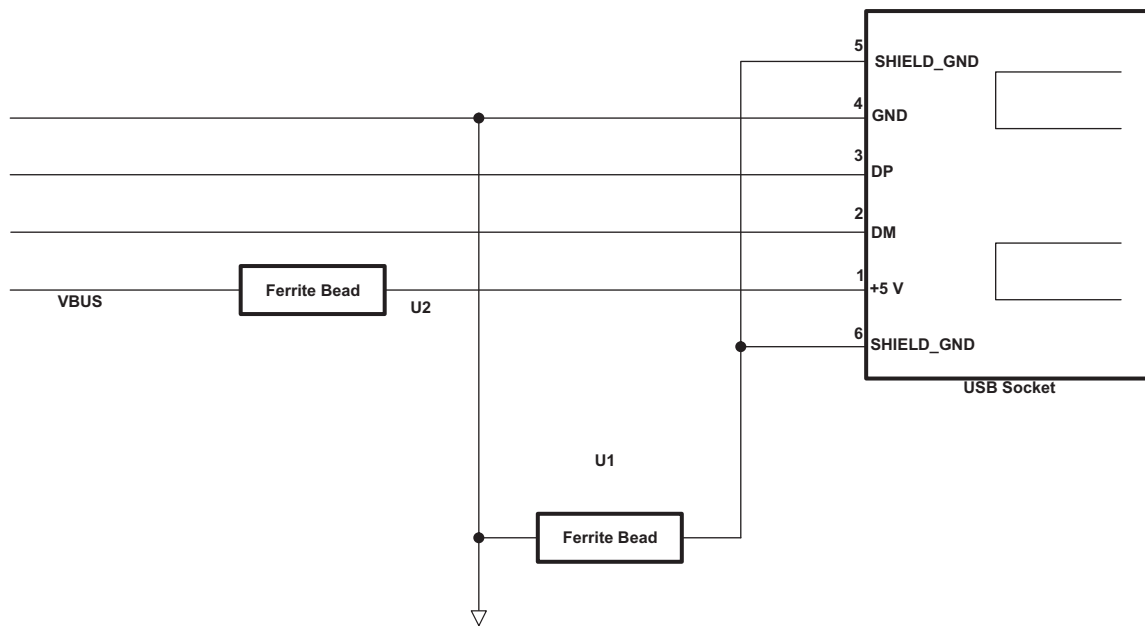 5
SHIELD_GND
4
GND
3
DP
2
DM
1
+5 V
VBUS
Ferrite Bead
U2
6
SHIELD_GND
USB Socket
U1
Ferrite Bead